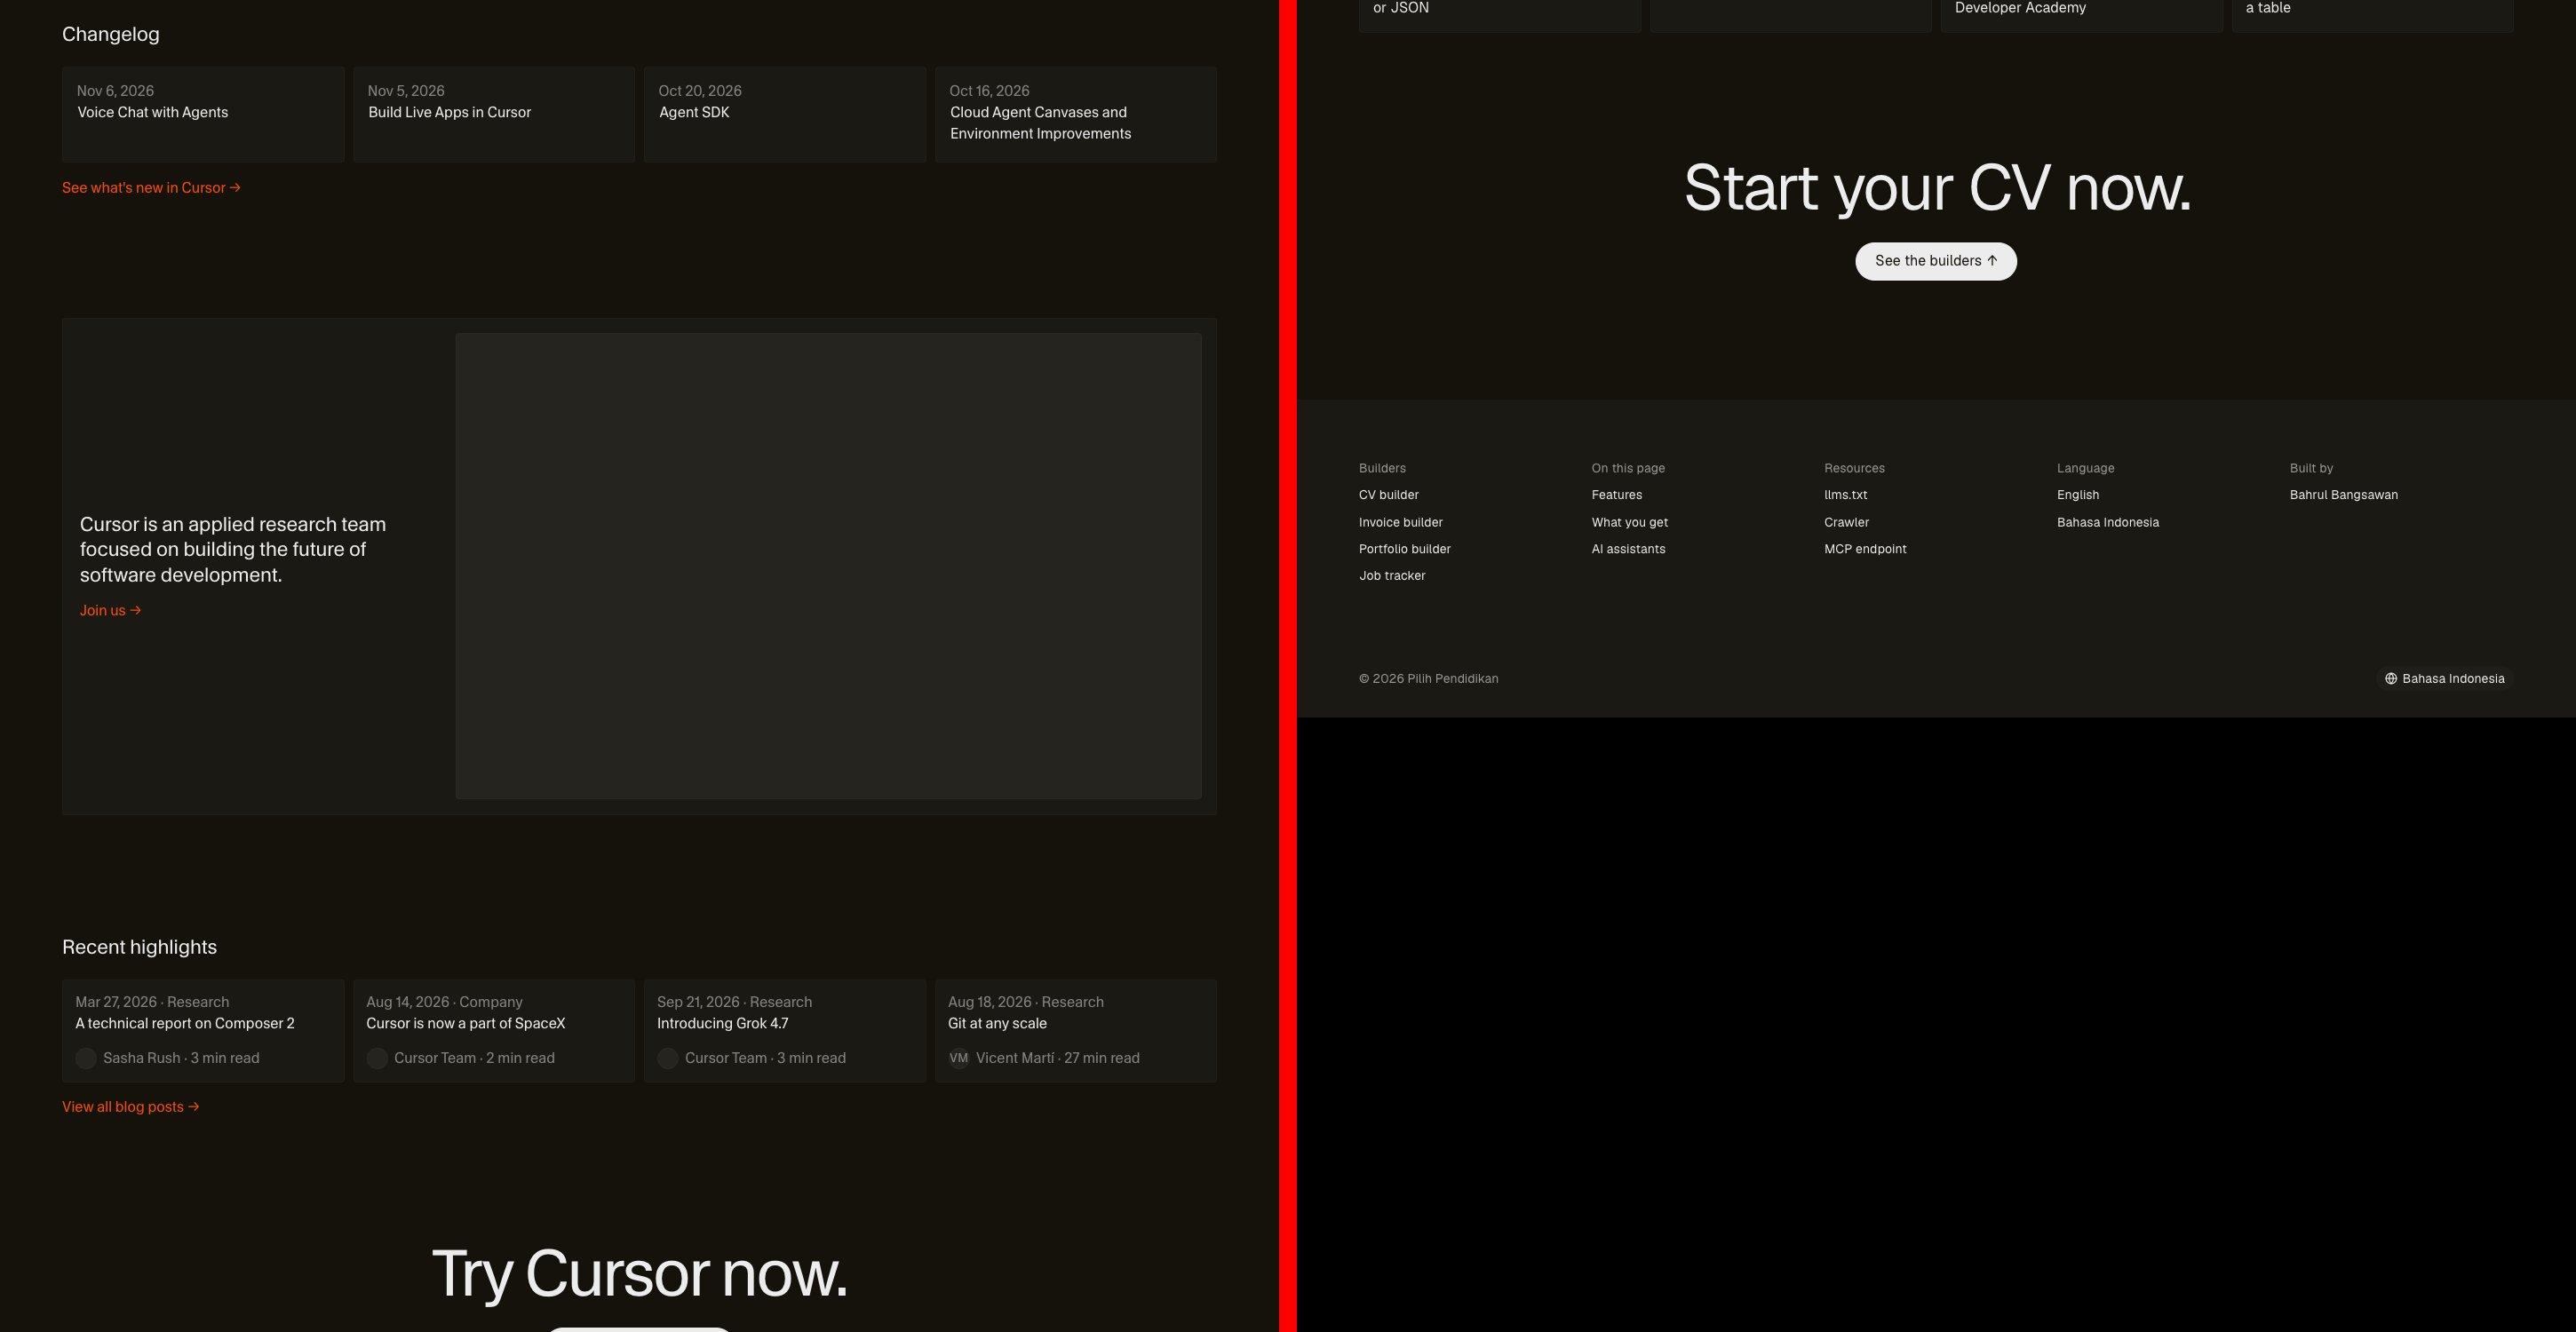 Changelog
Nov 6, 2026
Voice Chat with Agents
Nov 5, 2026
Build Live Apps in Cursor
Oct 20, 2026
Agent SDK
Oct 16, 2026
Cloud Agent Canvases and
Environment Improvements
See what's new in Cursor →
Cursor is an applied research team
focused on building the future of
software development.
Join us →
Recent highlights
Mar 27, 2026 · Research
A technical report on Composer 2
Sasha Rush · 3 min read
Aug 14, 2026 · Company
Cursor is now a part of SpaceX
Cursor Team · 2 min read
Sep 21, 2026 · Research
Introducing Grok 4.7
Cursor Team · 3 min read
Aug 18, 2026 · Research
Git at any scale
VM Vicent Martí · 27 min read
View all blog posts →
Try Cursor now.
or JSON
Developer Academy
a table
Start your CV now.
See the builders ↑
Builders
CV builder
Invoice builder
Portfolio builder
Job tracker
On this page
Features
What you get
AI assistants
Resources
llms.txt
Crawler
MCP endpoint
Language
English
Bahasa Indonesia
Built by
Bahrul Bangsawan
© 2026 Pilih Pendidikan
Bahasa Indonesia